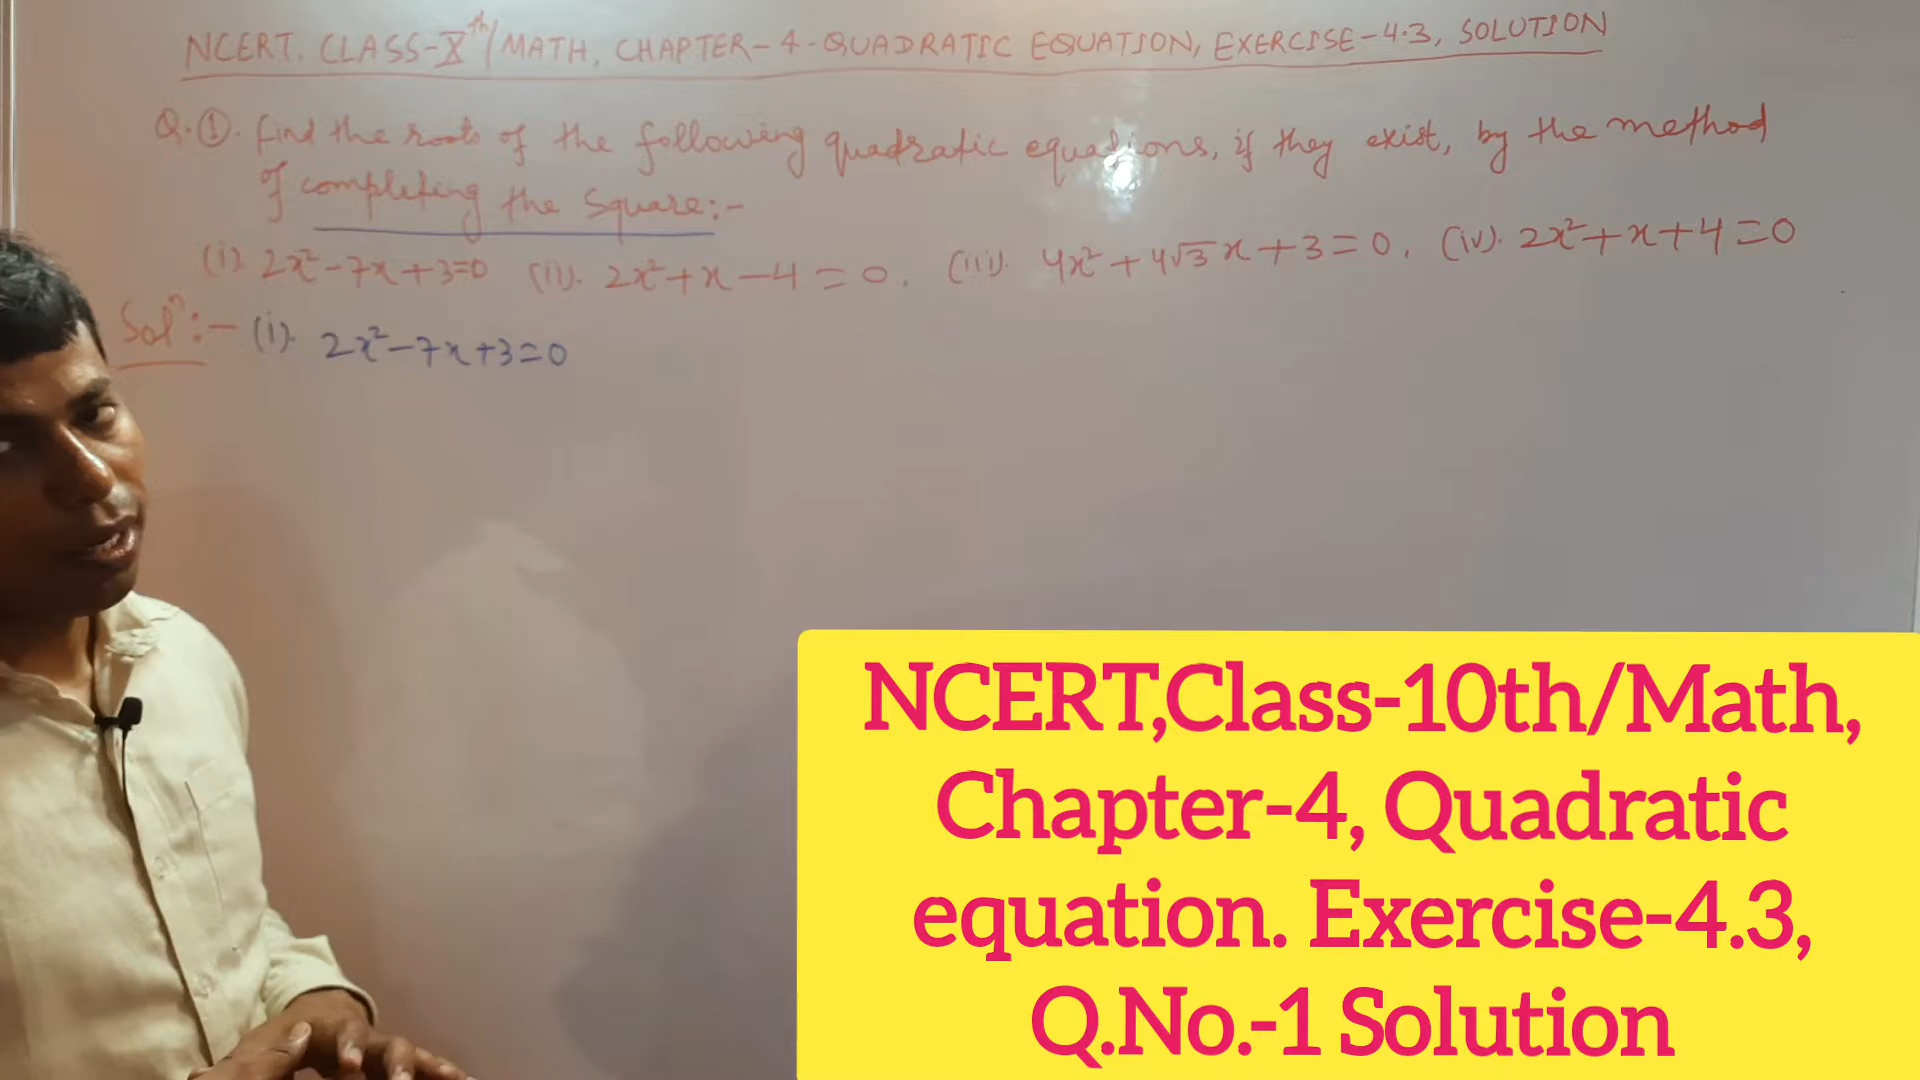 NCERT. CLASS-Xth/MATH, CHAPTER-4-QUADRATIC EQUATION, EXERCISE-4.3, SOLUTION
Q.①. Find the roots of the following quadratic equations, if they exist, by the method
of completing the square:-
(i). 2x²-7x+3=0 (ii). 2x²+x-4=0. (iii). 4x²+4√3x+3=0. (iv). 2x²+x+4=0
Solⁿ:- (i). 2x²-7x+3=0
NCERT,Class-10th/Math,
Chapter-4, Quadratic
equation. Exercise-4.3,
Q.No.-1 Solution